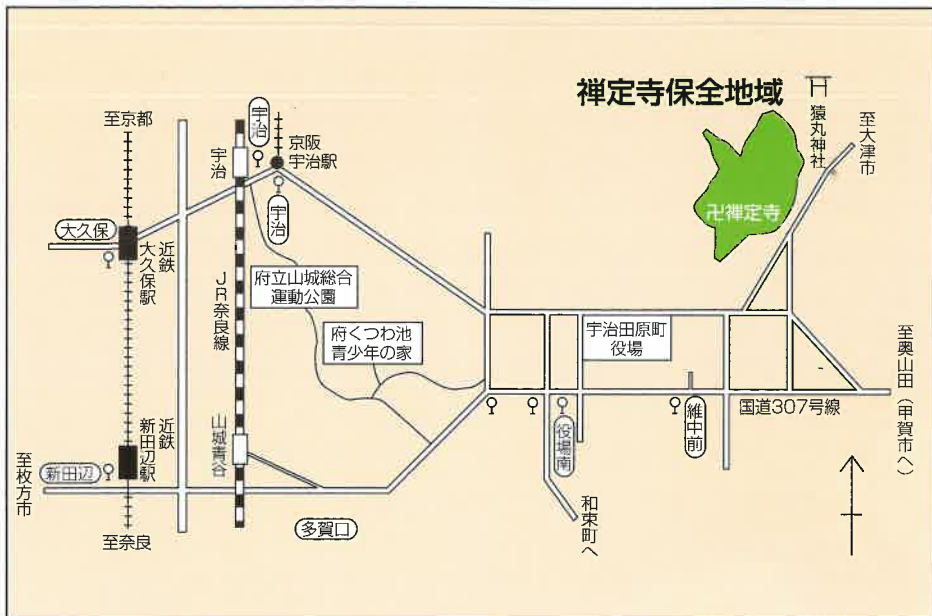 禅定寺保全地域
猿丸神社
至大津市
卍禅定寺
至京都
宇治
宇治
京阪
宇治駅
宇治
大久保
近鉄
大久保駅
JR奈良線
府立山城総合
運動公園
府くつわ池
青少年の家
宇治田原町
役場
至奥山田(甲賀市へ)
国道307号線
維中前
役場南
山城青谷
近鉄
新田辺駅
新田辺
至枚方市
多賀口
和束町へ
至奈良